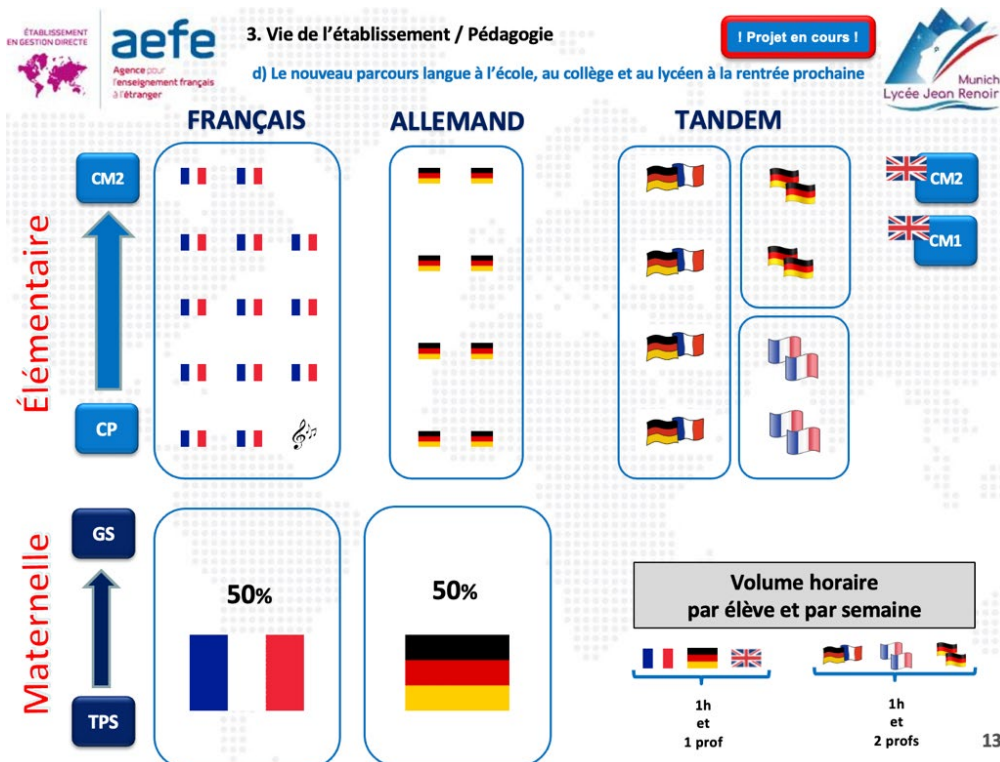 ÉTABLISSEMENT
EN GESTION DIRECTE
aefe
Agence pour
l'enseignement français
à l'étranger
3. Vie de l'établissement / Pédagogie
! Projet en cours !
d) Le nouveau parcours langue à l'école, au collège et au lycéen à la rentrée prochaine
Munich
Lycée Jean Renoir
FRANÇAIS
ALLEMAND
TANDEM
Élémentaire
CM2
CP
CM2
CM1
Maternelle
GS
TPS
50%
50%
Volume horaire
par élève et par semaine
1h
et
1 prof
1h
et
2 profs
13